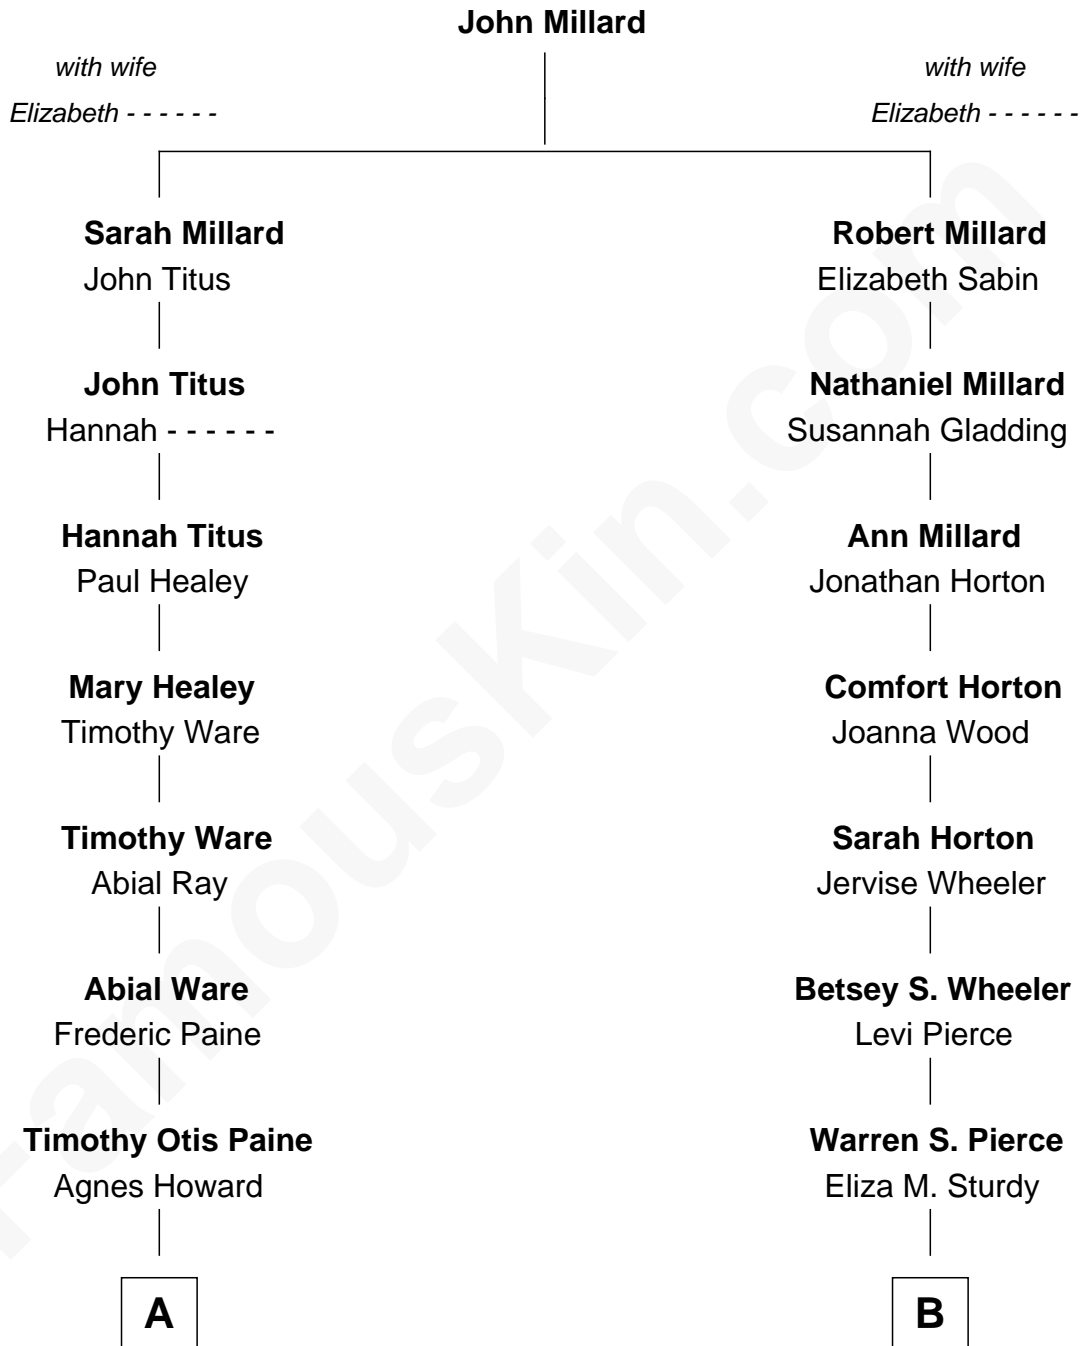 John Millard
with wife
with wife
Elizabeth - - - - - -
Elizabeth - - - - - -
Sarah Millard
Robert Millard
John Titus
Elizabeth Sabin
John Titus
Nathaniel Millard
Hannah - - - - - -
Susannah Gladding
Hannah Titus
Ann Millard
Paul Healey
Jonathan Horton
Mary Healey
Comfort Horton
Timothy Ware
Joanna Wood
Timothy Ware
Sarah Horton
Abial Ray
Jervise Wheeler
Abial Ware
Betsey S. Wheeler
Frederic Paine
Levi Pierce
Timothy Otis Paine
Warren S. Pierce
Agnes Howard
Eliza M. Sturdy
A
B
FamousKin.com